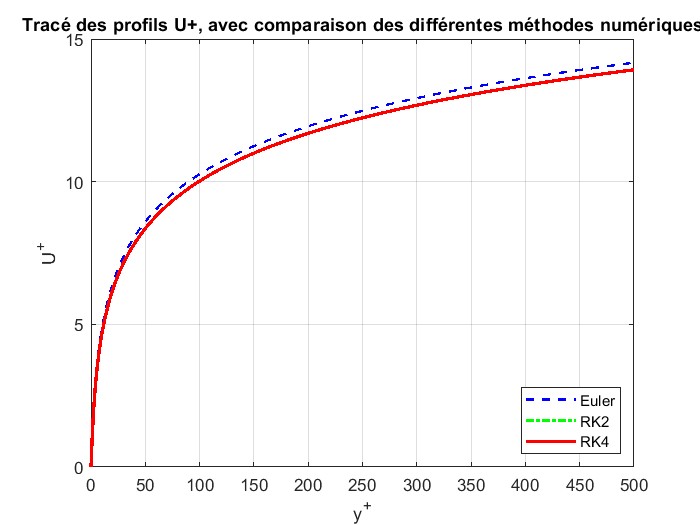 Tracé des profils U+, avec comparaison des différentes méthodes numériques
15
10
5
0
U+
0 50 100 150 200 250 300 350 400 450 500
y+
Euler
RK2
RK4